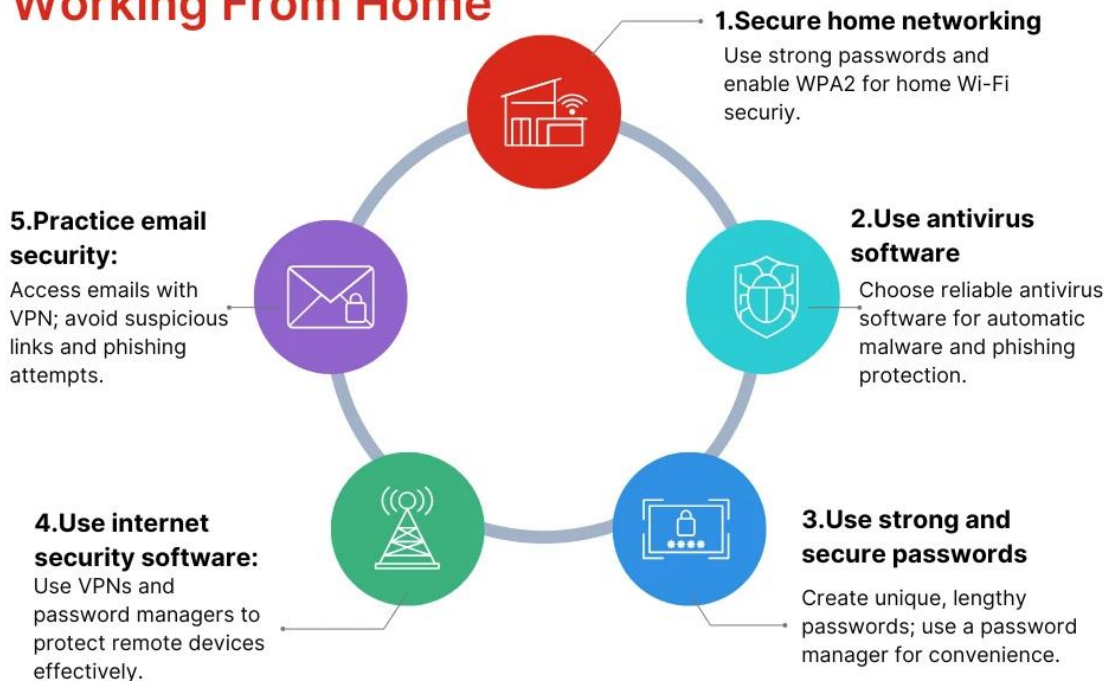 Working From Home
1.Secure home networking
Use strong passwords and
enable WPA2 for home Wi-Fi
securiy.
2.Use antivirus
software
Choose reliable antivirus
software for automatic
malware and phishing
protection.
3.Use strong and
secure passwords
Create unique, lengthy
passwords; use a password
manager for convenience.
4.Use internet
security software:
Use VPNs and
password managers to
protect remote devices
effectively.
5.Practice email
security:
Access emails with
VPN; avoid suspicious
links and phishing
attempts.